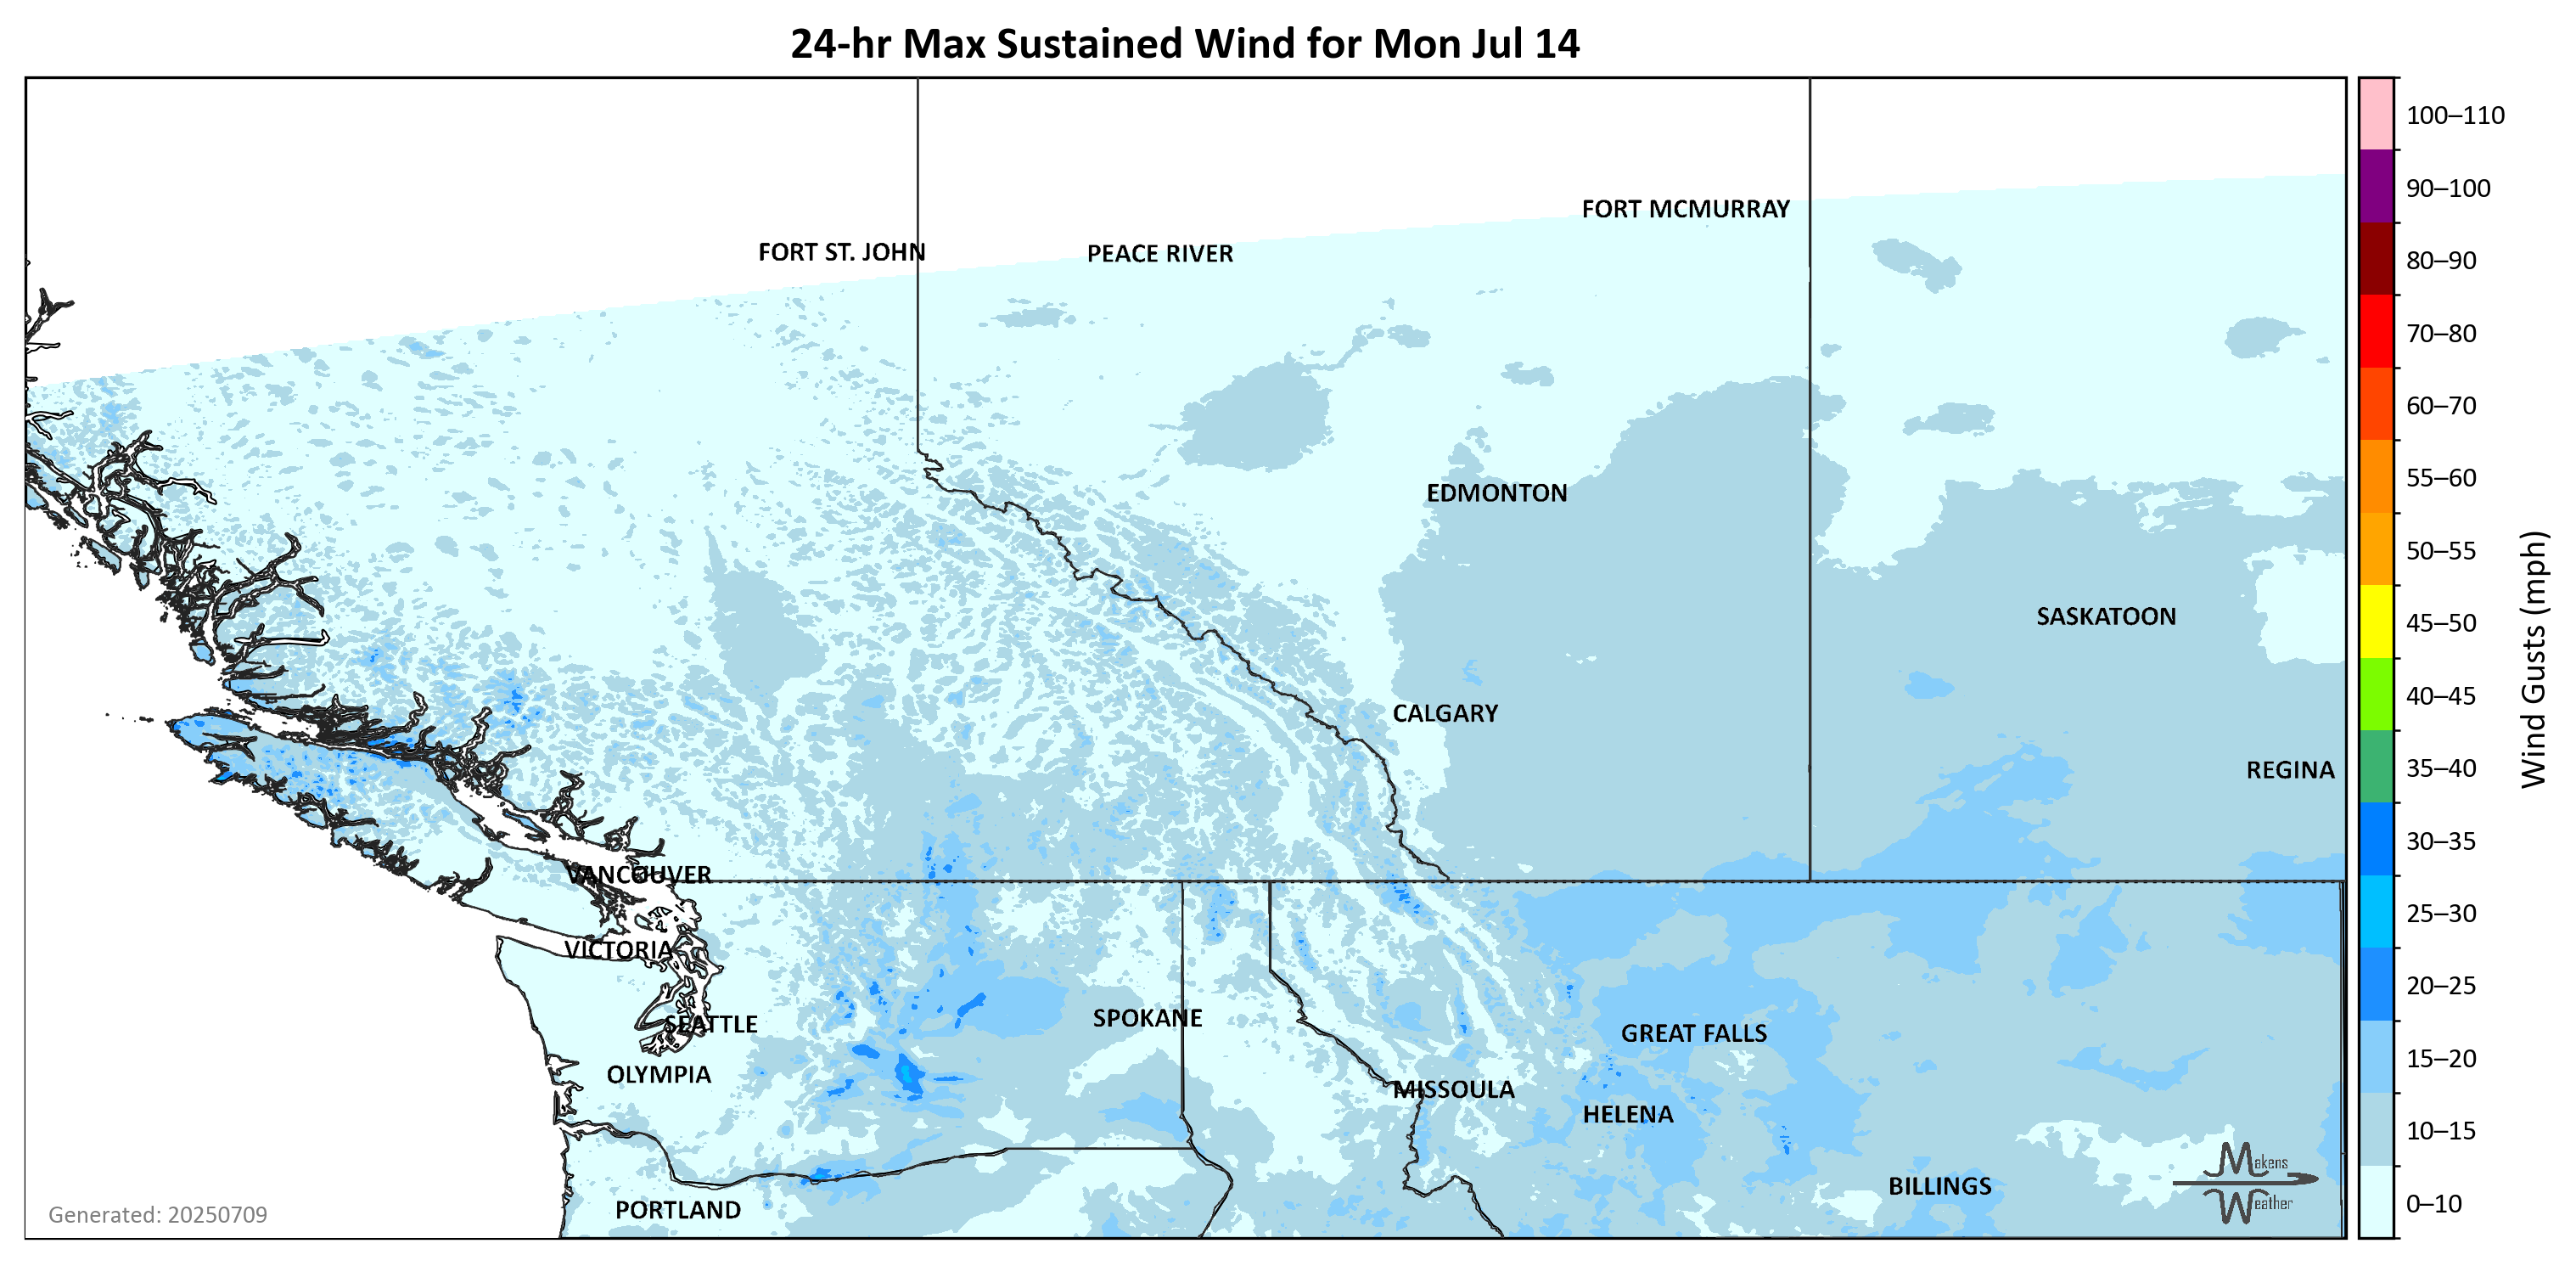 24-hr Max Sustained Wind for Mon Jul 14
100–110
90–100
80–90
70–80
60–70
55–60
50–55
45–50
40–45
35–40
30–35
25–30
20–25
15–20
10–15
0–10
Wind Gusts (mph)
FORT MCMURRAY
FORT ST. JOHN
PEACE RIVER
EDMONTON
SASKATOON
CALGARY
REGINA
VANCOUVER
VICTORIA
SEATTLE
SPOKANE
GREAT FALLS
OLYMPIA
MISSOULA
HELENA
BILLINGS
PORTLAND
Makens
Weather
Generated: 20250709